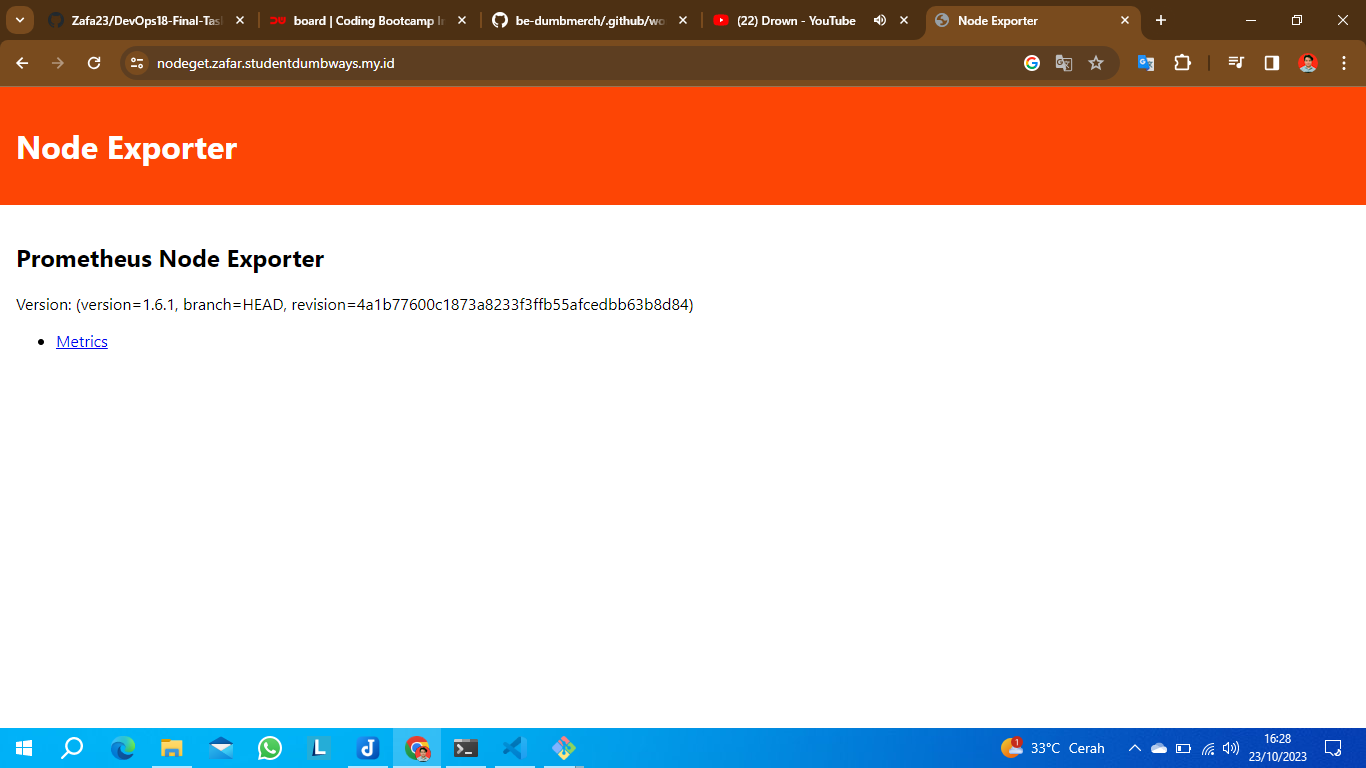 Zafa23/DevOps18-Final-Tas
board | Coding Bootcamp In
be-dumbmerch/.github/wo
(22) Drown - YouTube
Node Exporter
nodeget.zafar.studentdumbways.my.id
Node Exporter
Prometheus Node Exporter
Version: (version=1.6.1, branch=HEAD, revision=4a1b77600c1873a8233f3ffb55afcedbb63b8d84)
Metrics
33°C Cerah
16:28
23/10/2023